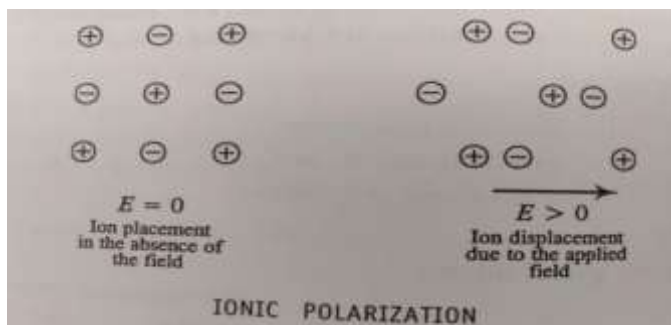 + − +
− + −
+ − +
E = 0
Ion placement
in the absence of
the field
+ − +
− + −
+ − +
E > 0
Ion displacement
due to the applied
field
IONIC POLARIZATION